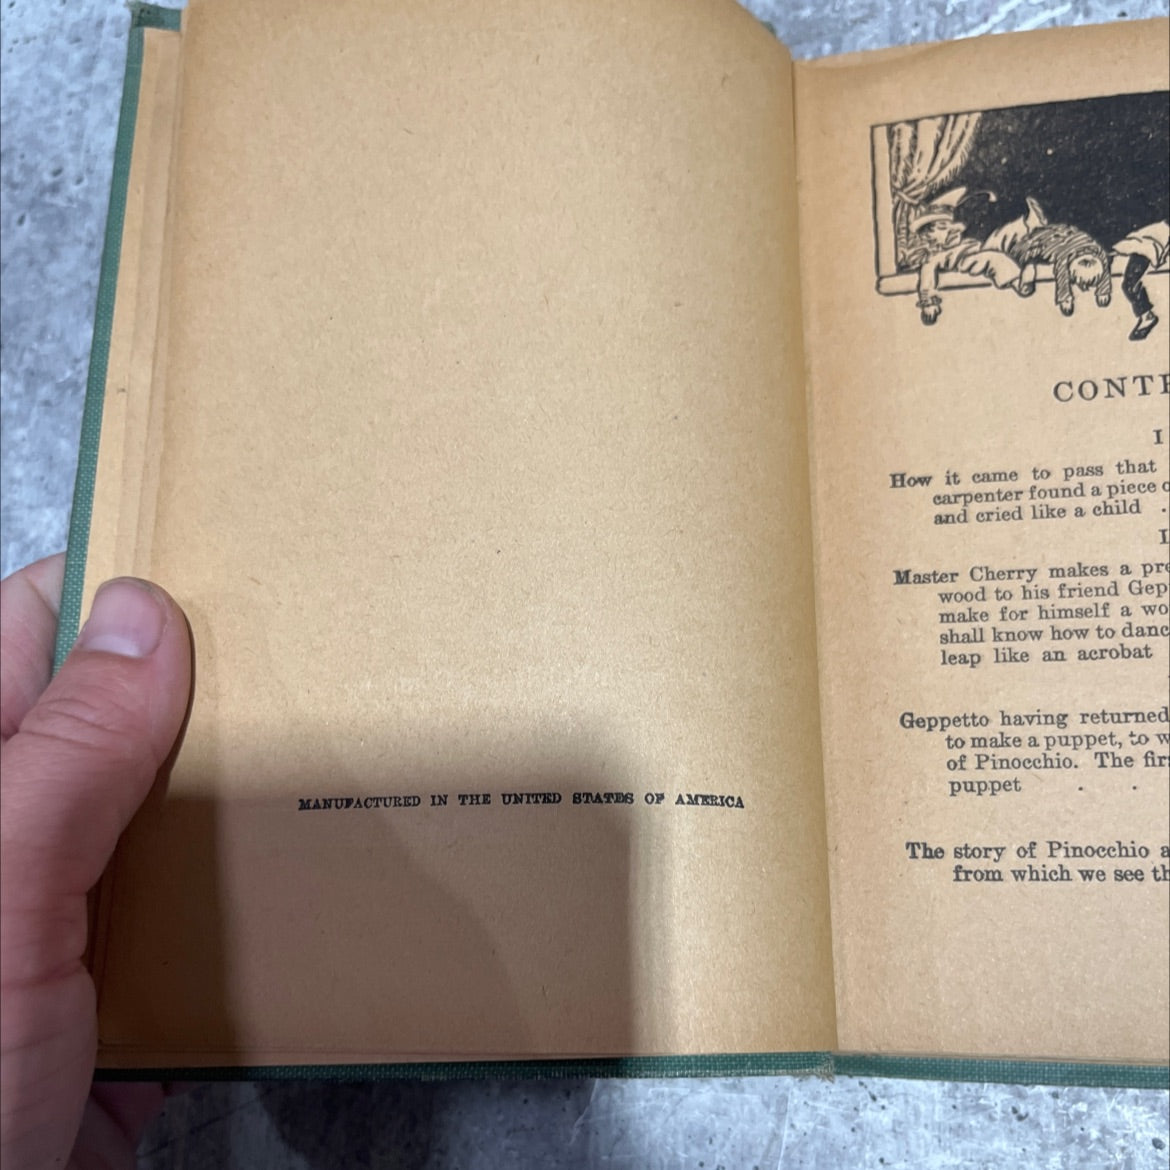 MANUFACTURED IN THE UNITED STATES OF AMERICA
I
How it came to pass that
carpenter found a piece
and cried like a child .
Master Cherry makes a
wood to his friend
make for himself a
shall know how to
leap like an acrobat
Geppetto having returned
to make a puppet, to
of Pinocchio. The
puppet . .
The story of Pinocchio
from which we see